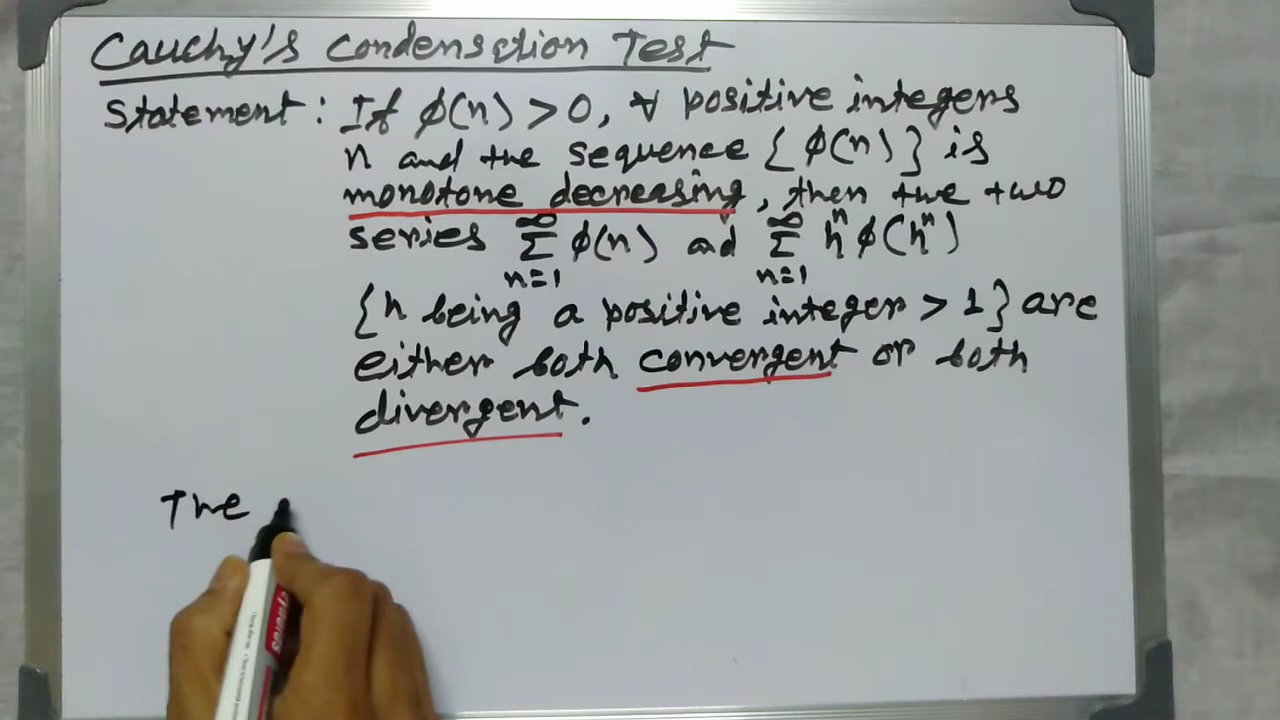 Cauchy's Condensation Test
Statement : If ϕ(n) > 0, ∀ positive integers
n and the sequence {ϕ(n)} is
monotone decreasing, then the two
series ∞∑n=1 ϕ(n) and ∞∑n=1 hⁿϕ(hⁿ)
{h being a positive integer > 1} are
either both convergent or both
divergent.
The